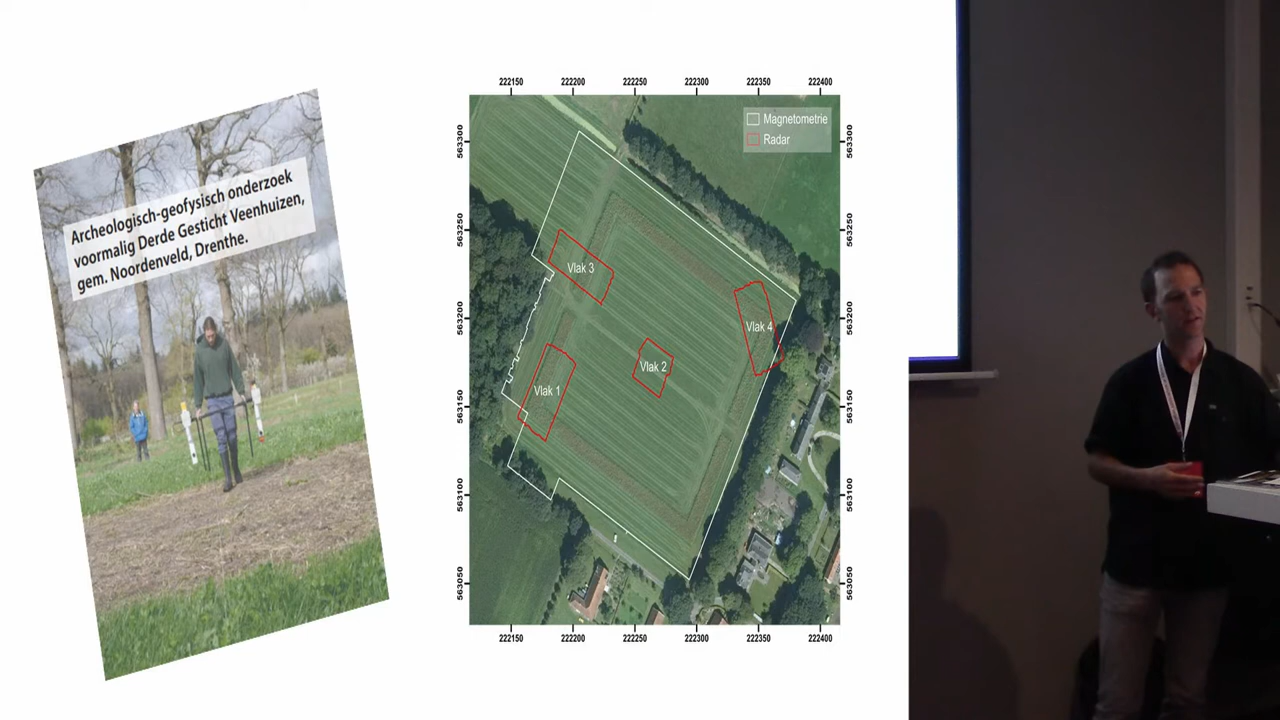 Archeologisch-geofysisch onderzoek
voormalig Derde Gesticht Veenhuizen,
gem. Noordenveld, Drenthe.
222150 222200 222250 222300 222350 222400
Magnetometrie
Radar
563300 563300
563250 563250
563200 563200
563150 563150
563100 563100
563050 563050
Vlak 3
Vlak 4
Vlak 2
Vlak 1
222150 222200 222250 222300 222350 222400